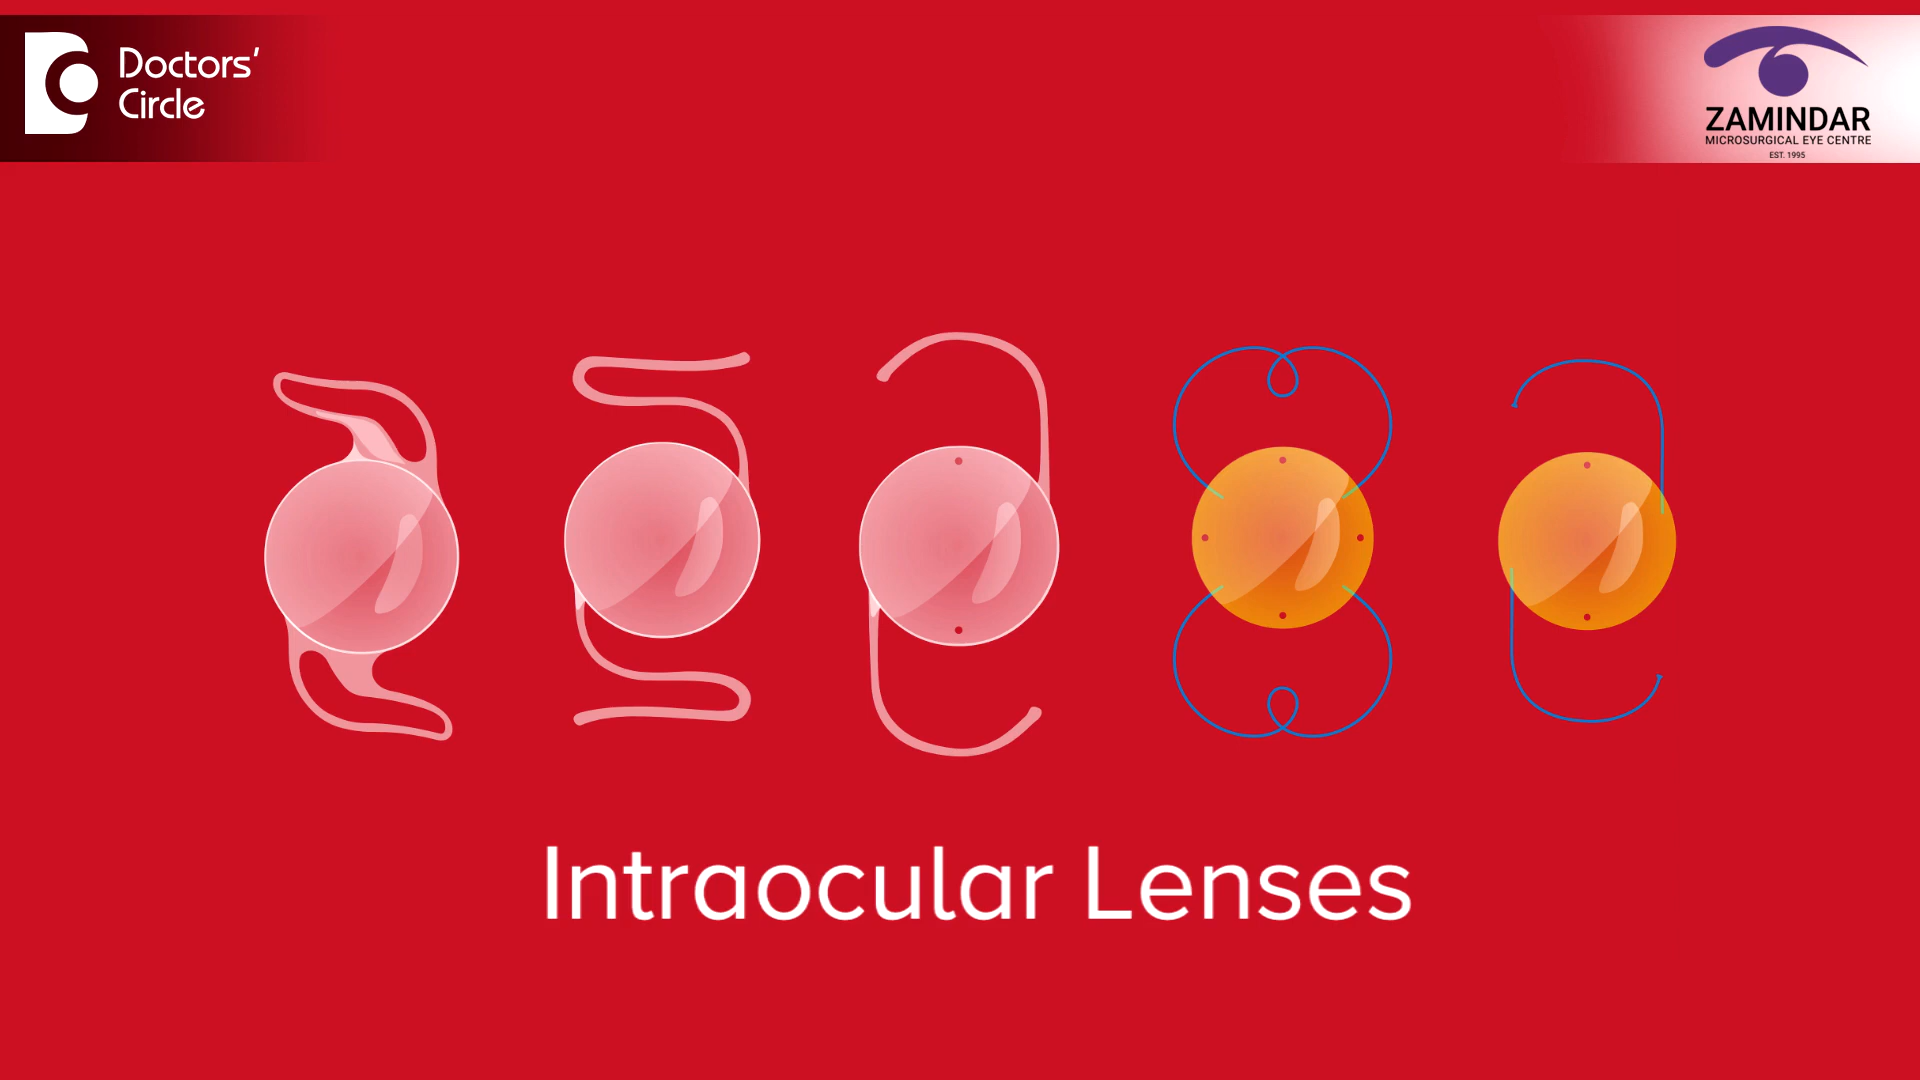 Doctors'
Circle
ZAMINDAR
MICROSURGICAL EYE CENTRE
EST. 1995
Intraocular Lenses